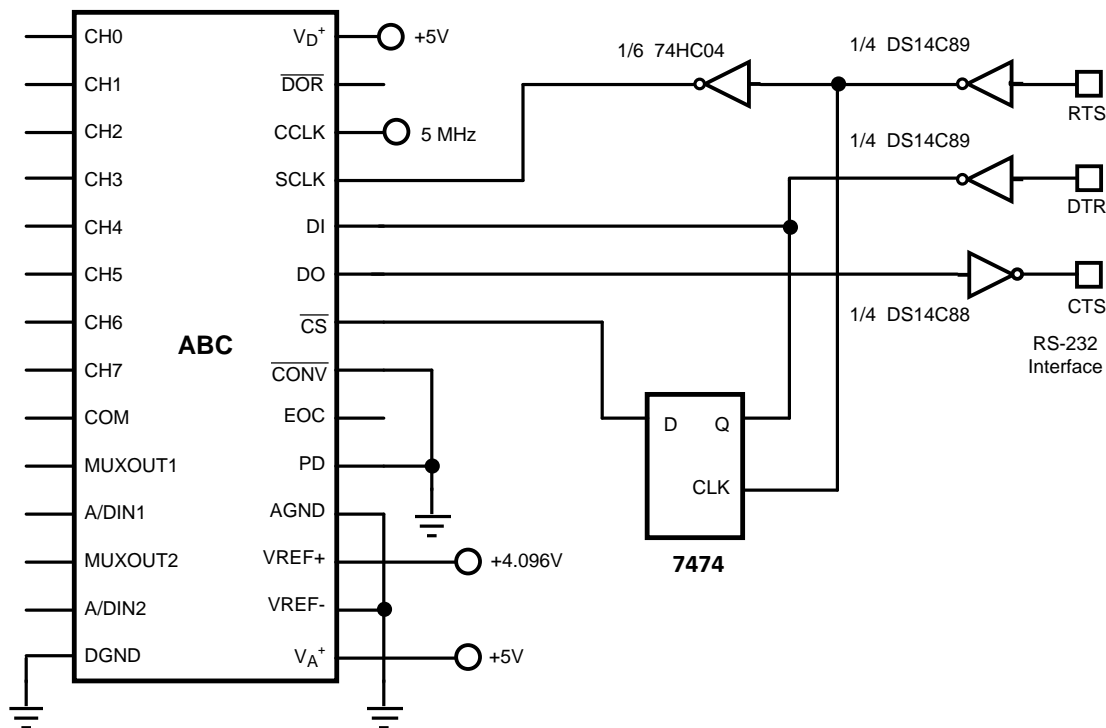 CH0
CH1
CH2
CH3
CH4
CH5
CH6
CH7
COM
MUXOUT1
A/DIN1
MUXOUT2
A/DIN2
DGND
ABC
VD+
DOR
CCLK
SCLK
DI
DO
CS
CONV
EOC
PD
AGND
VREF+
VREF-
VA+
+5V
5 MHz
+4.096V
+5V
1/6 74HC04
1/4 DS14C89
RTS
1/4 DS14C89
DTR
1/4 DS14C88
CTS
RS-232
Interface
D Q
CLK
7474